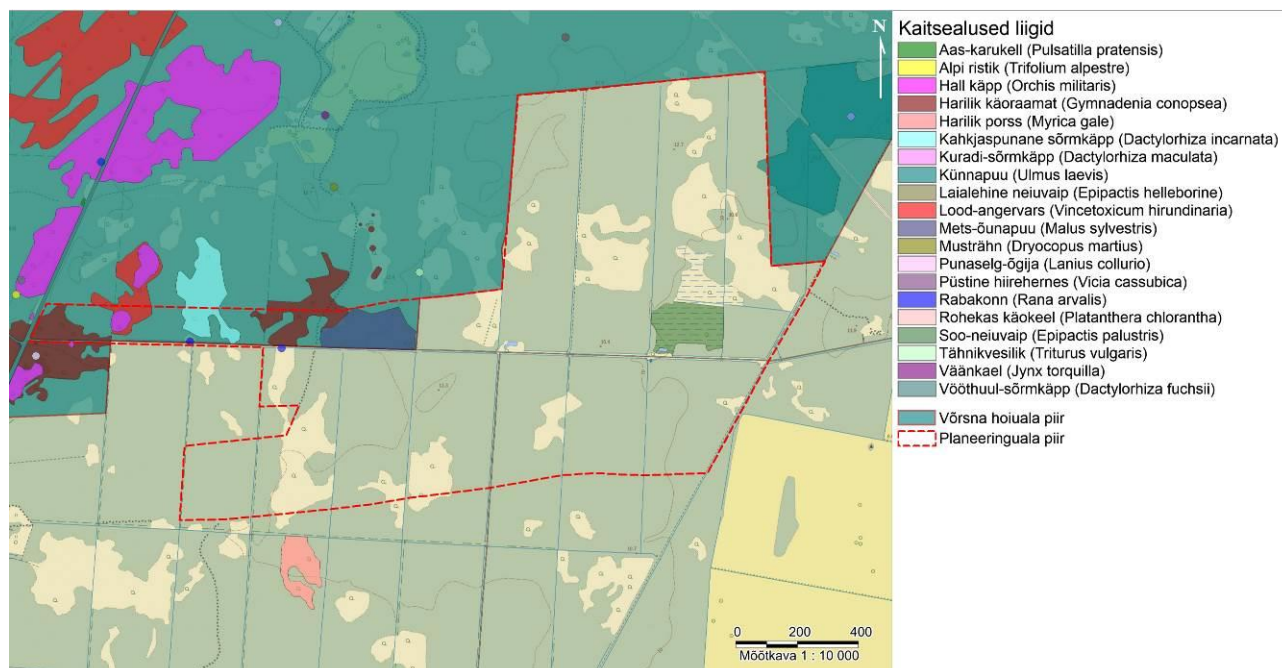 N
Kaitsealused liigid
Aas-karukell (Pulsatilla pratensis)
Alpi ristik (Trifolium alpestre)
Hall käpp (Orchis militaris)
Harilik käoraamat (Gymnadenia conopsea)
Harilik porss (Myrica gale)
Kahkjaspunane sõrmkäpp (Dactylorhiza incarnata)
Kuradi-sõrmkäpp (Dactylorhiza maculata)
Künnapuu (Ulmus laevis)
Laialehine neiuvaip (Epipactis helleborine)
Lood-angervars (Vincetoxicum hirundinaria)
Mets-õunapuu (Malus sylvestris)
Musträhn (Dryocopus martius)
Punaselg-õgija (Lanius collurio)
Püstine hiirehernes (Vicia cassubica)
Rabakonn (Rana arvalis)
Rohekas käokeel (Platanthera chlorantha)
Soo-neiuvaip (Epipactis palustris)
Tähnikvesilik (Triturus vulgaris)
Väänkael (Jynx torquilla)
Vööthuul-sõrmkäpp (Dactylorhiza fuchsii)
Võrsna hoiuala piir
Planeeringuala piir
0 200 400
Mõõtkava 1 : 10 000